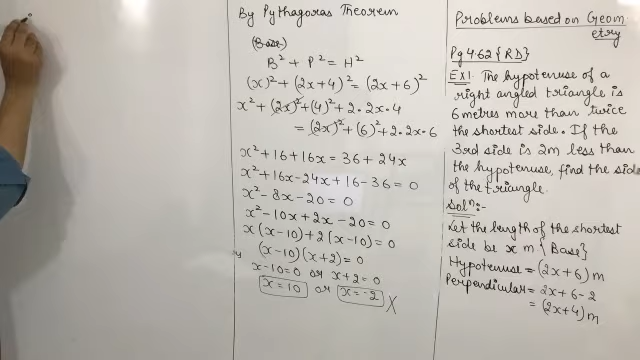 Problems based on Geom
etry
Pg 4.62 {RD}
EX1. The hypotenuse of a
right angled triangle is
6 metres more than twice
the shortest side. If the
3rd side is 2m less than
the hypotenuse, find the side
of the triangle.
Solⁿ:-
Let the length of the shortest
side be x m {Base}
Hypotenuse = (2x+6) m
Perpendicular = 2x+6-2
= (2x+4) m
By Pythagoras Theorem
(Base)
B² + P² = H²
(x)² + (2x+4)² = (2x+6)²
x² + (2x)² + (4)² + 2·2x·4
= (2x)² + (6)² + 2·2x·6
x² + 16 + 16x = 36 + 24x
x² + 16x - 24x + 16 - 36 = 0
x² - 8x - 20 = 0
x² - 10x + 2x - 20 = 0
x(x-10) + 2(x-10) = 0
(x-10)(x+2) = 0
x-10=0 or x+2=0
x = 10 or x = -2 X